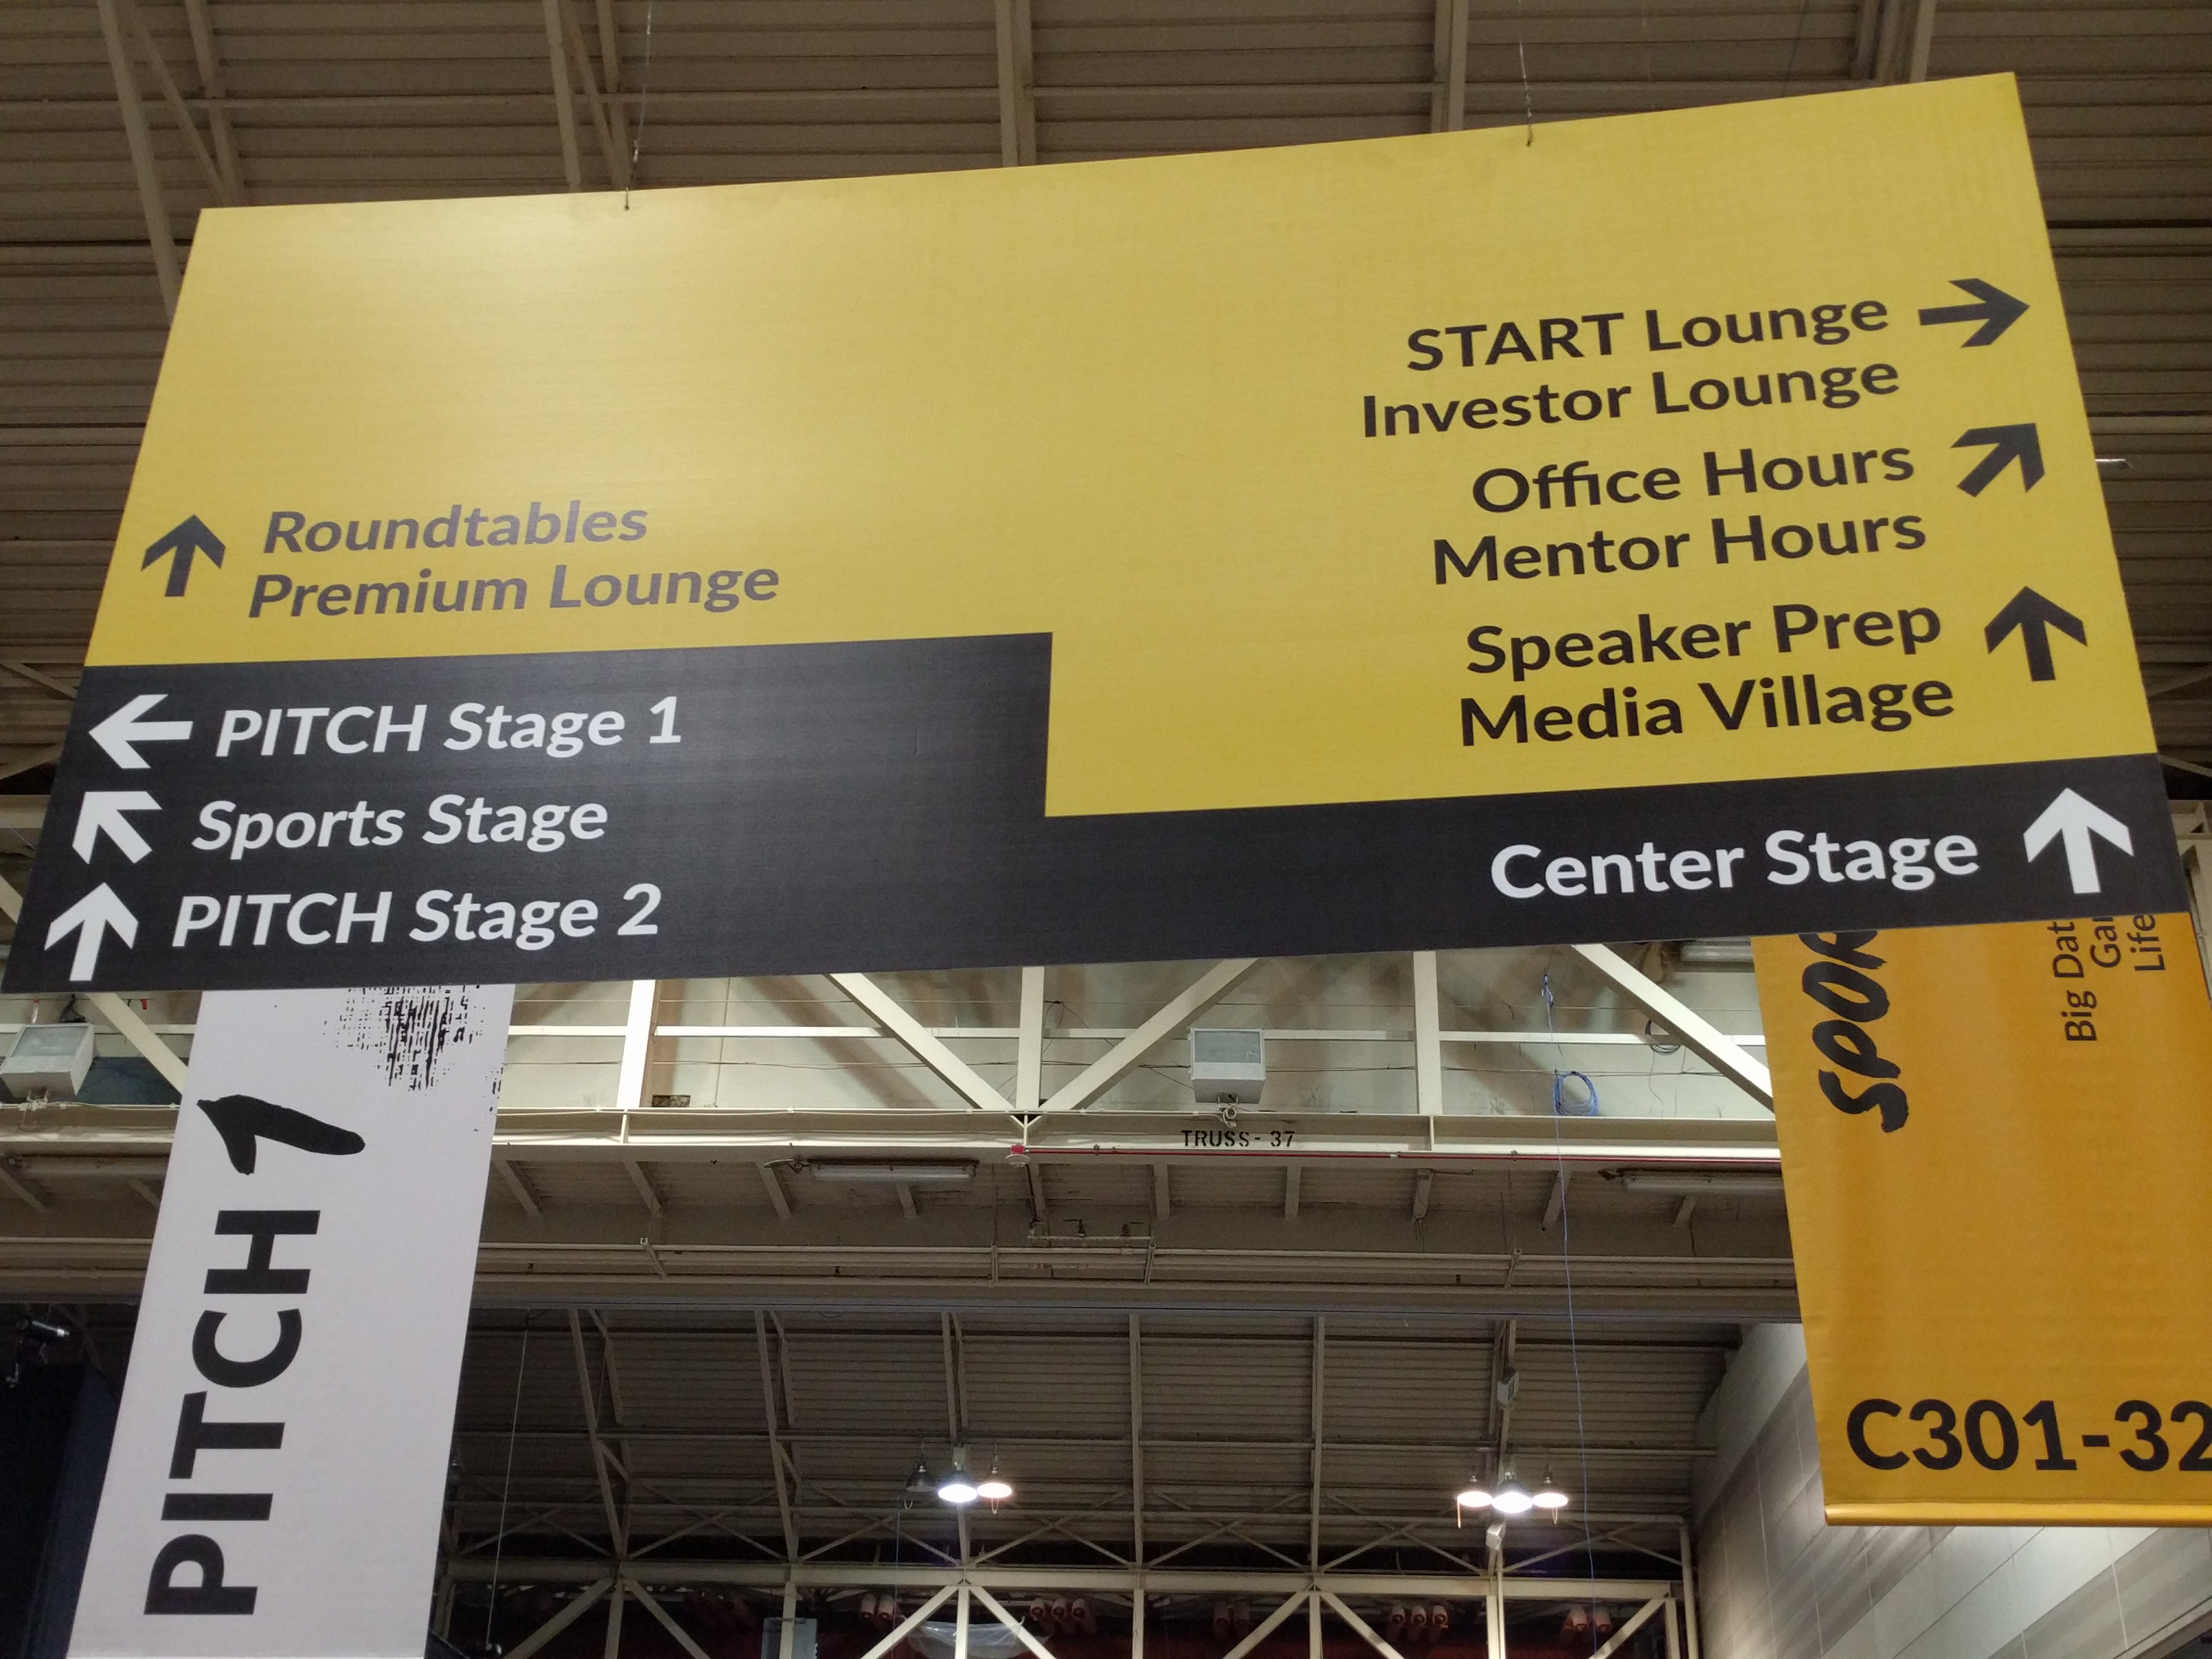 START Lounge
Investor Lounge
Office Hours
Mentor Hours
Speaker Prep
Media Village
Roundtables
Premium Lounge
PITCH Stage 1
Sports Stage
PITCH Stage 2
Center Stage
PITCH 1
Big
TRUSS-37